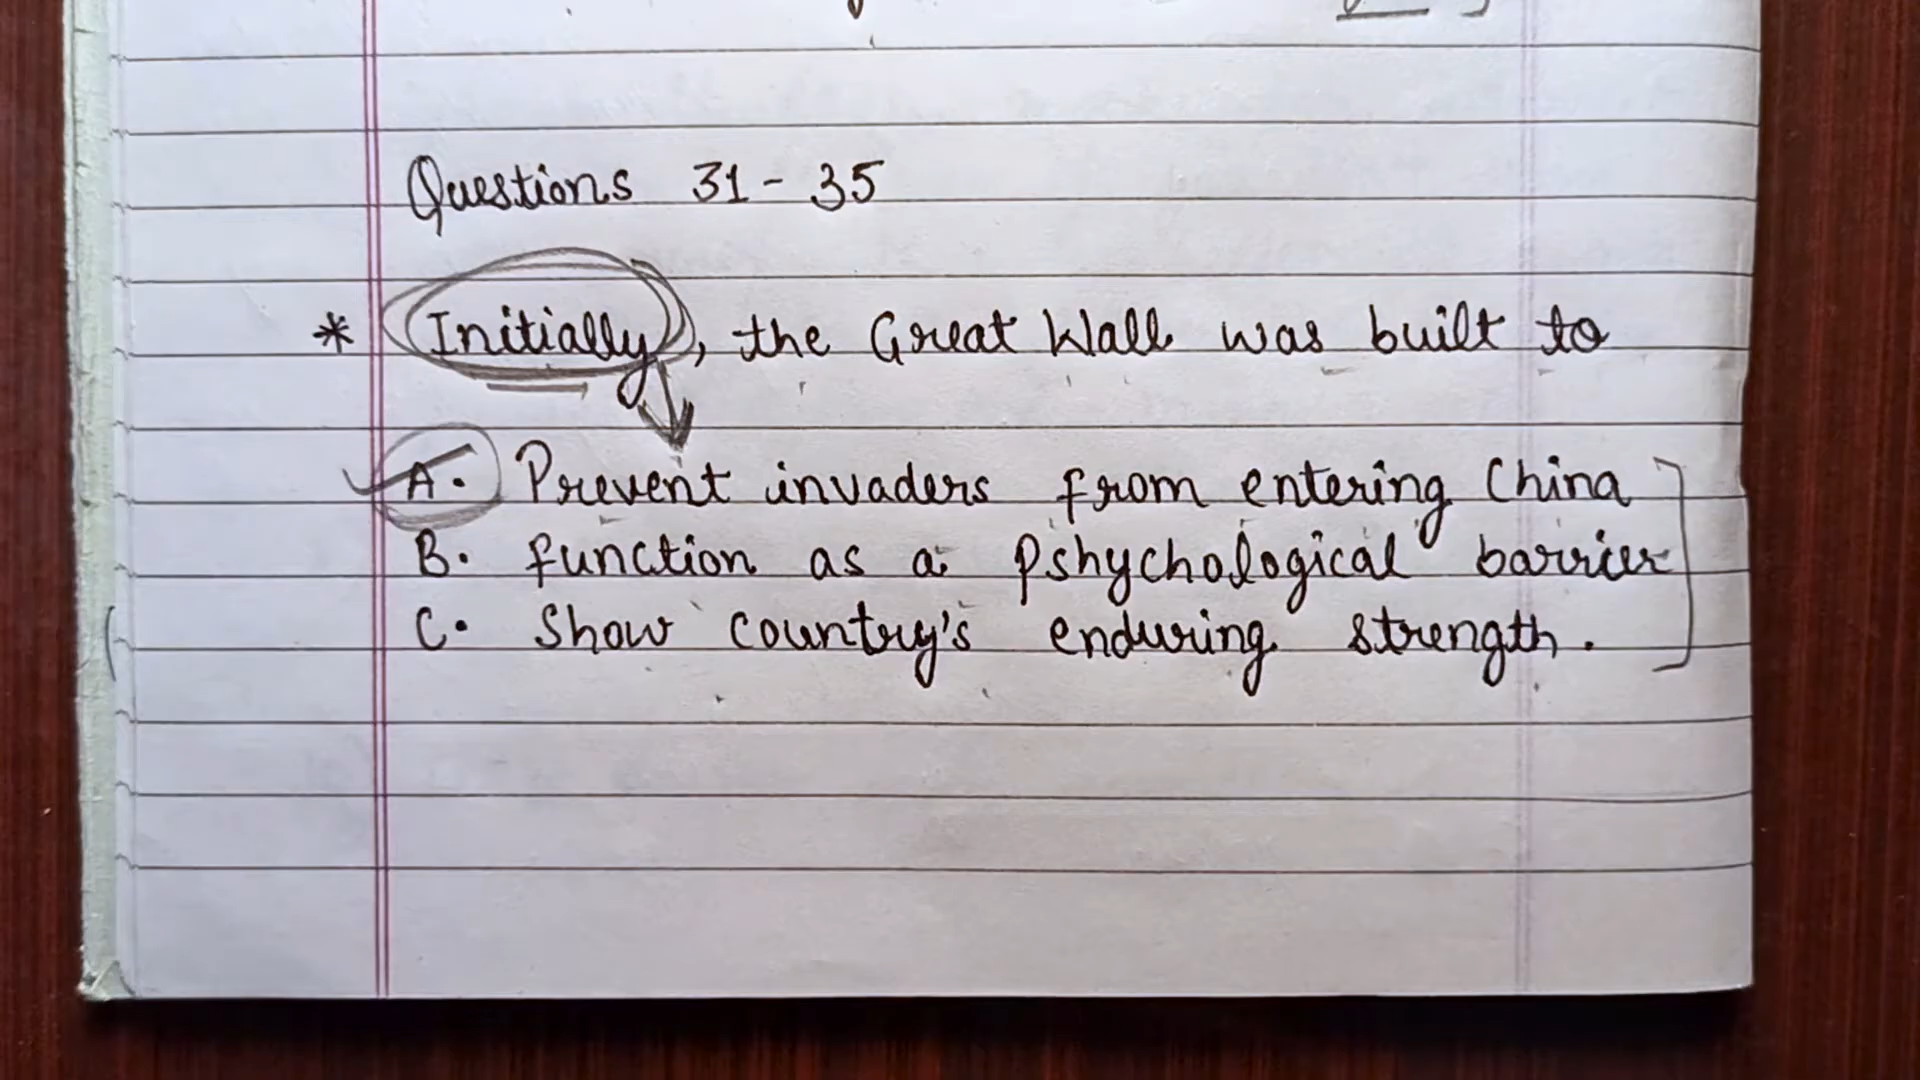 Questions 31 - 35
* Initially, the Great Wall was built to
A. Prevent invaders from entering China
B. function as a Pshychological barrier
C. Show country's enduring strength.